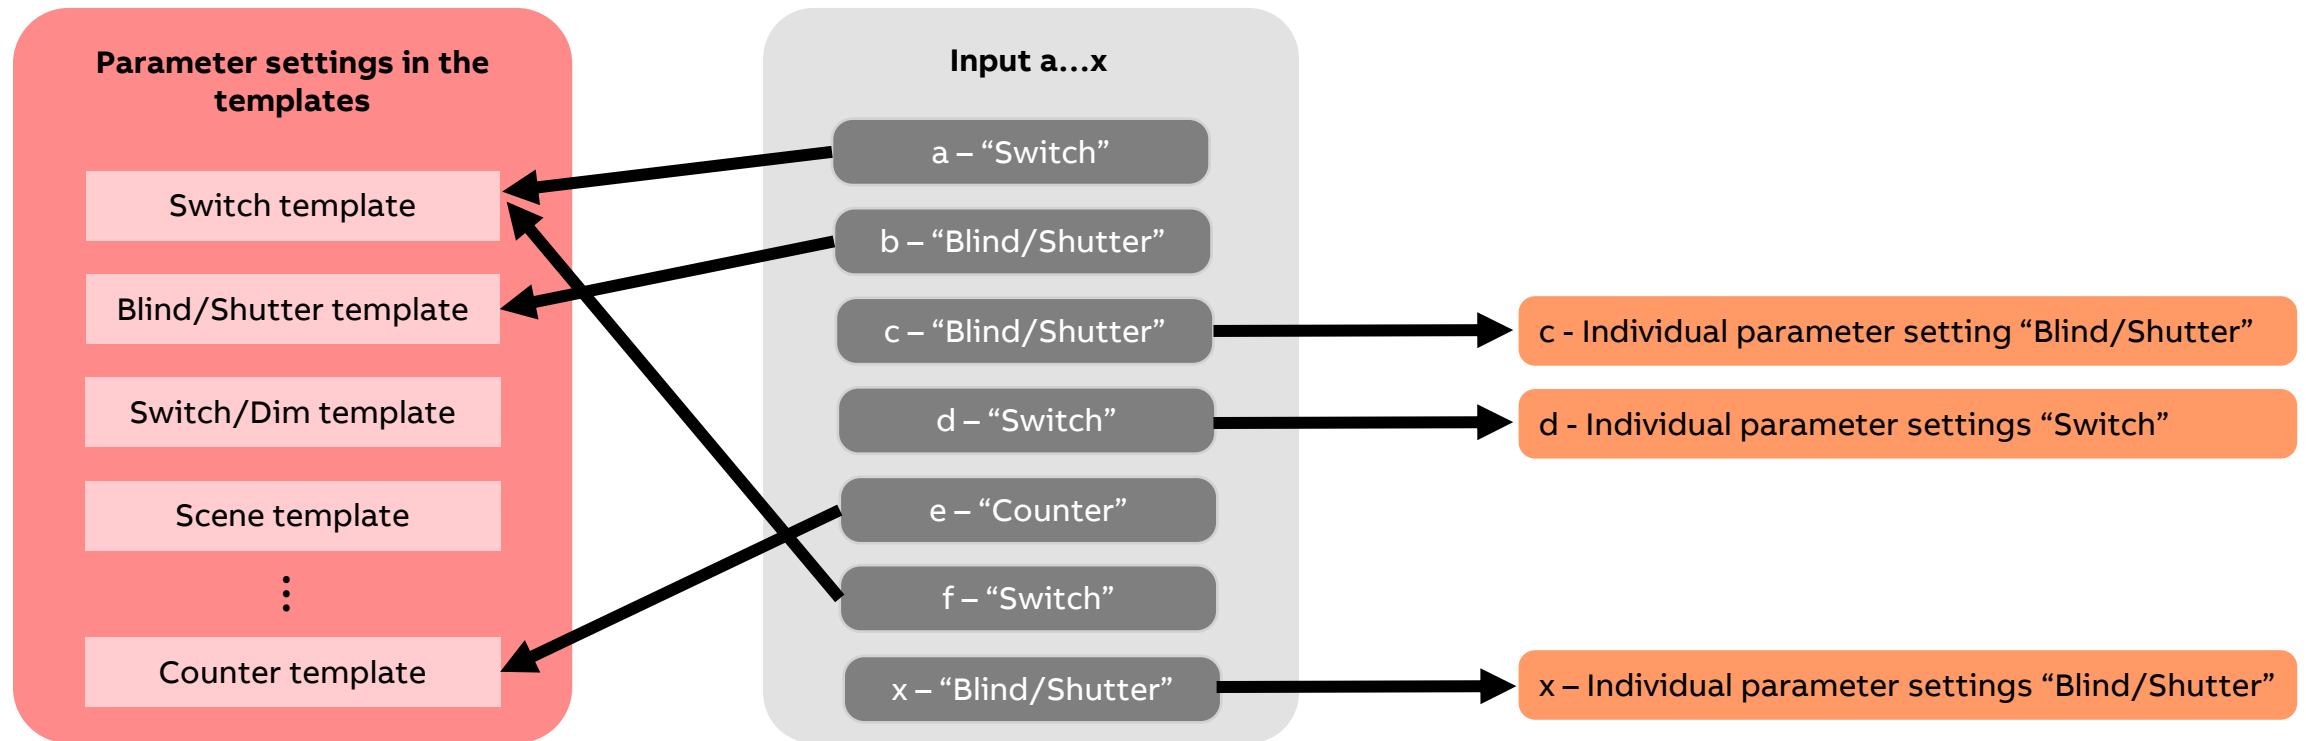 Parameter settings in the
templates
Switch template
Blind/Shutter template
Switch/Dim template
Scene template
Counter template
Input a...x
a – “Switch”
b – “Blind/Shutter”
c – “Blind/Shutter”
d – “Switch”
e – “Counter”
f – “Switch”
x – “Blind/Shutter”
c - Individual parameter setting “Blind/Shutter”
d - Individual parameter settings “Switch”
x – Individual parameter settings “Blind/Shutter”